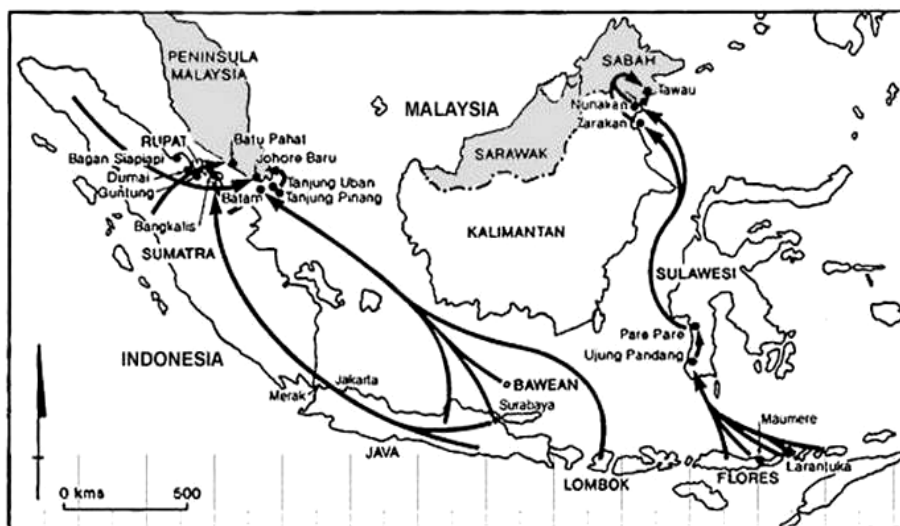 PENINSULA
MALAYSIA
MALAYSIA
SABAH
Tawau
Nunakan
Zarakan
SARAWAK
RUPAT
Batu Pahat
Bagan Siapiapi
Johore Baru
Dumai
Guntung
Tanjung Uban
Batam
Tanjung Pinang
Bangkalis
SUMATRA
KALIMANTAN
SULAWESI
Pare Pare
Ujung Pandang
INDONESIA
Merak
Jakarta
BAWEAN
Surabaya
Maumere
JAVA
LOMBOK
FLORES
Larantuka
0 kms 500